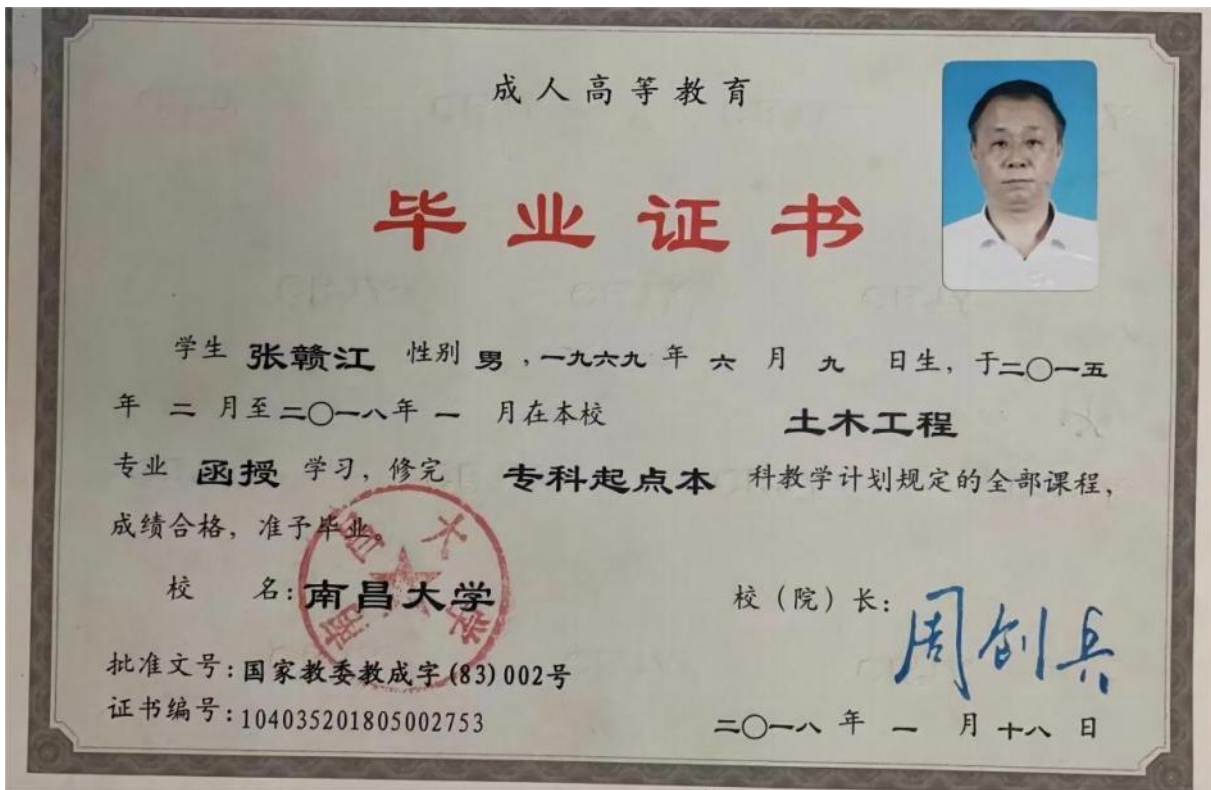 成人高等教育
毕业证书
学生 张赣江 性别 男 ,一九六九 年 六 月 九 日生, 于二〇一五
年 二 月至二〇一八年 一 月在本校 土木工程
专业 函授 学习, 修完 专科起点本 科教学计划规定的全部课程,
成绩合格, 准予毕业。
校 名: 南昌大学
南昌大学
校(院)长: 周创兵
批准文号: 国家教委教成字(83)002号
证书编号: 104035201805002753
二〇一八 年 一 月 十八 日